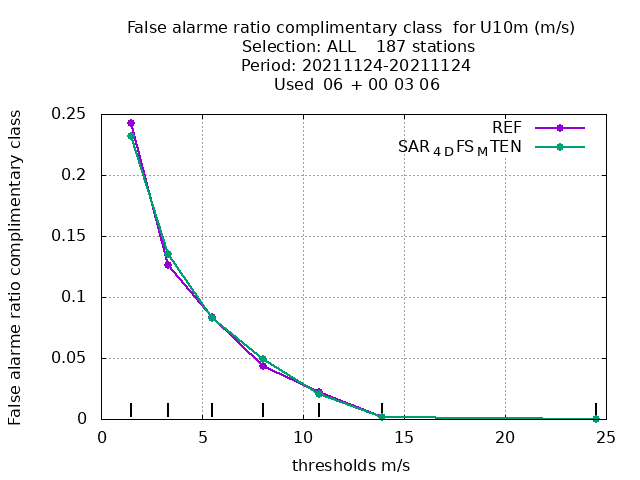 False alarme ratio complimentary class  for U10m (m/s)
Selection: ALL    187 stations
Period: 20211124-20211124
Used  06 + 00 03 06
False alarme ratio complimentary class
0.25
0.2
0.15
0.1
0.05
0
REF
SAR4DFSMTEN
0 5 10 15 20 25
thresholds m/s